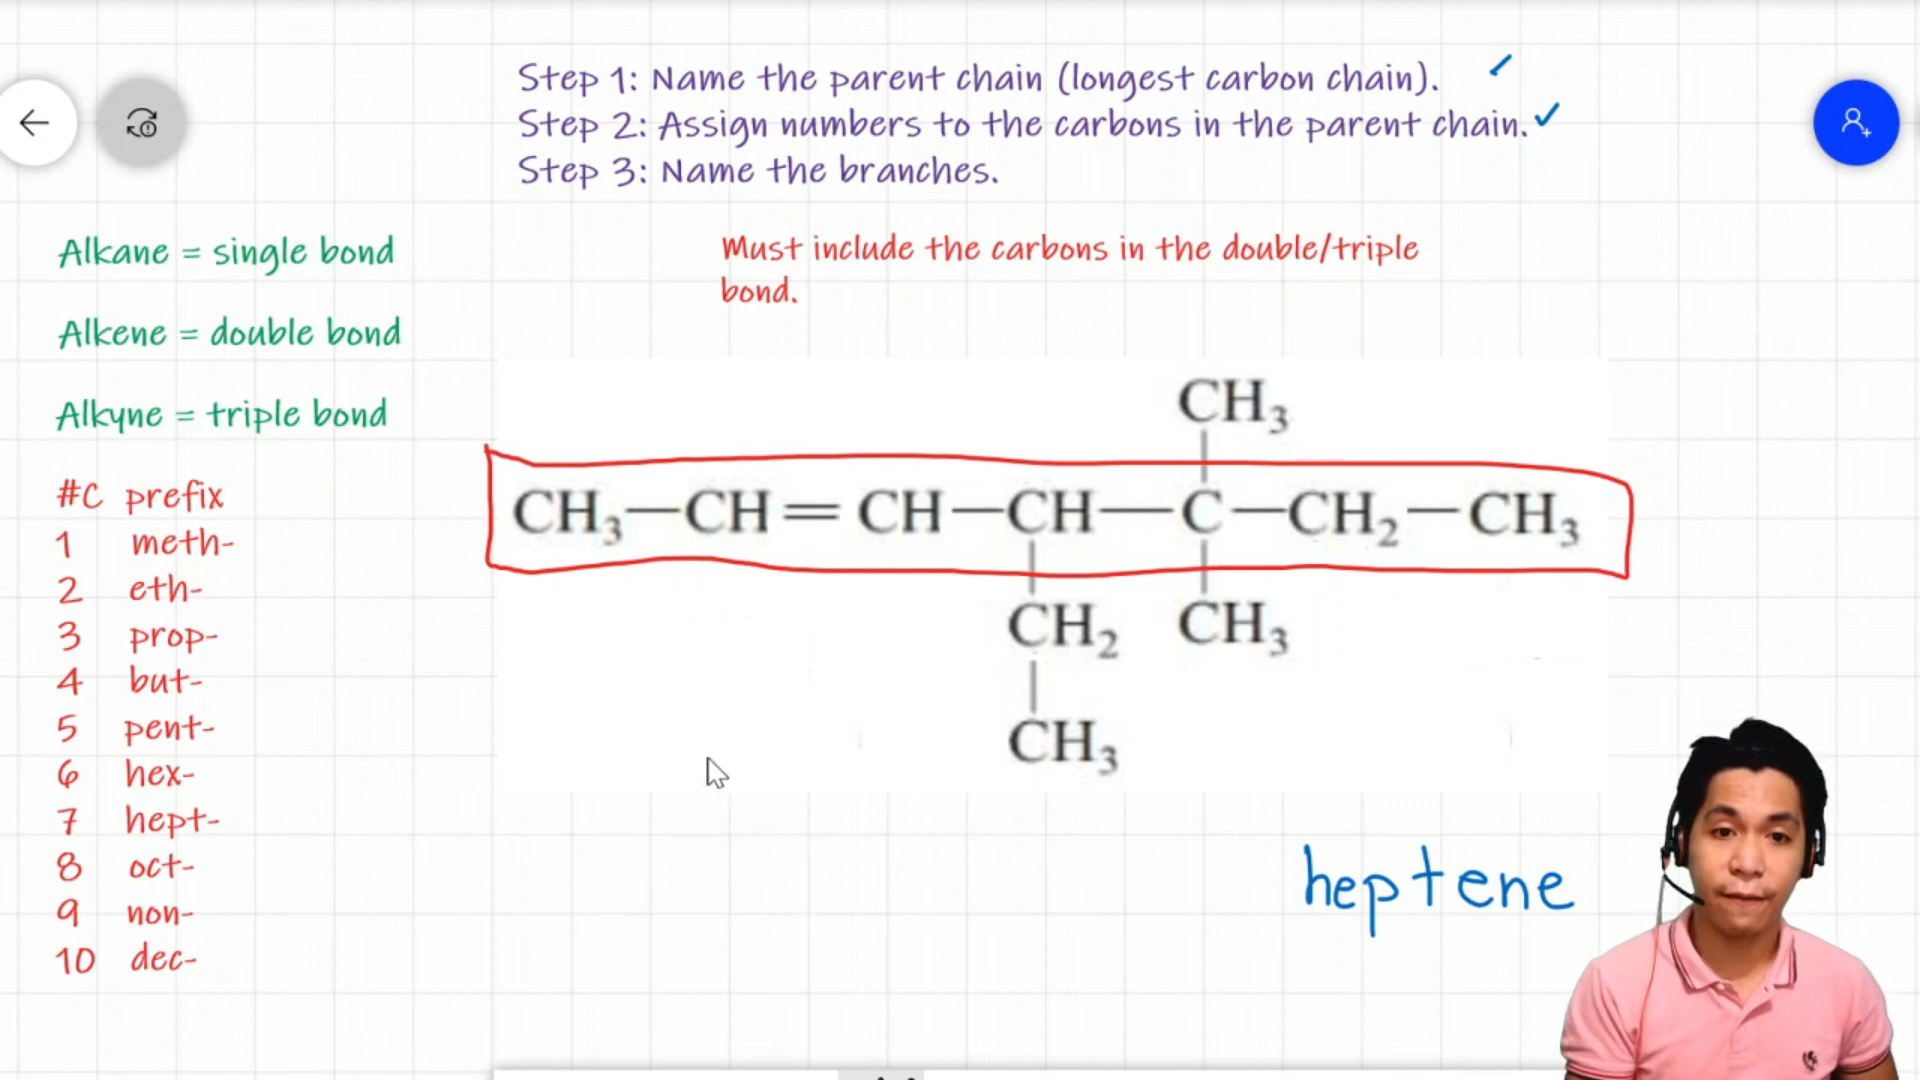 Step 1: Name the parent chain (longest carbon chain).
Step 2: Assign numbers to the carbons in the parent chain.
Step 3: Name the branches.
Must include the carbons in the double/triple
bond.
Alkane = single bond
Alkene = double bond
Alkyne = triple bond
#C prefix
1 meth-
2 eth-
3 prop-
4 but-
5 pent-
6 hex-
7 hept-
8 oct-
9 non-
10 dec-
CH₃
CH₃—CH=CH—CH—C—CH₂—CH₃
CH₂ CH₃
CH₃
heptene